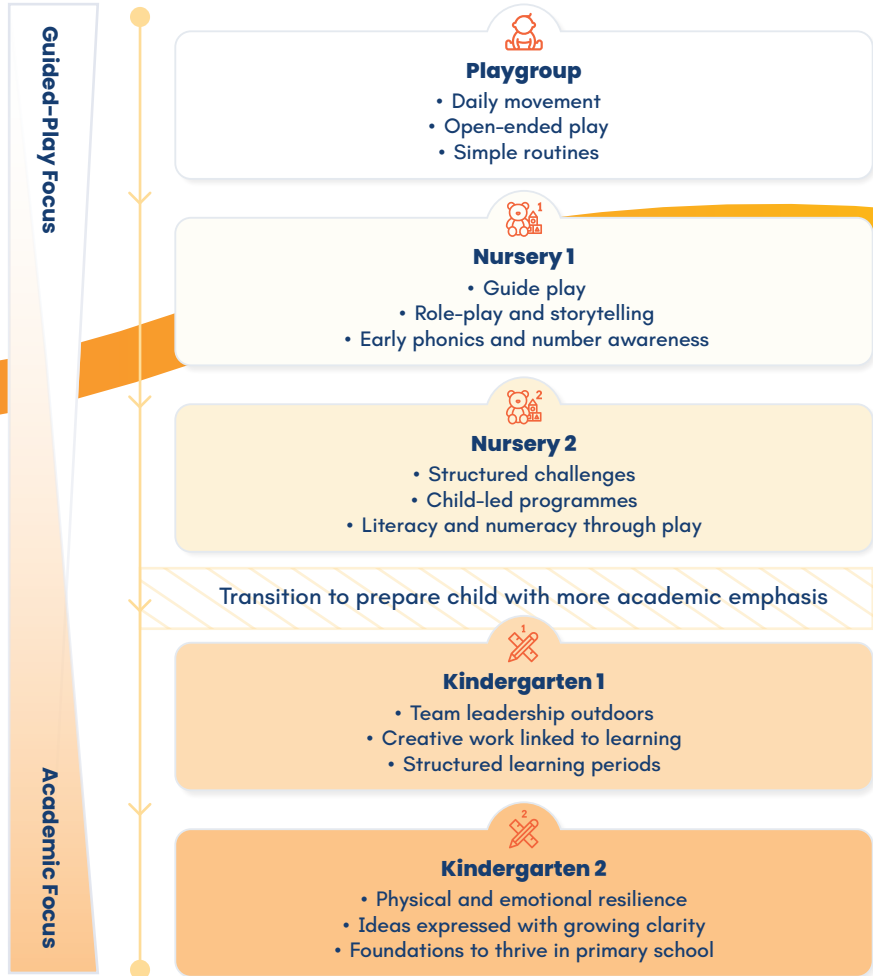 Guided-Play Focus
Playgroup
• Daily movement
• Open-ended play
• Simple routines
1
Nursery 1
• Guide play
• Role-play and storytelling
• Early phonics and number awareness
2
Nursery 2
• Structured challenges
• Child-led programmes
• Literacy and numeracy through play
Transition to prepare child with more academic emphasis
1
Kindergarten 1
• Team leadership outdoors
• Creative work linked to learning
• Structured learning periods
Academic Focus
2
Kindergarten 2
• Physical and emotional resilience
• Ideas expressed with growing clarity
• Foundations to thrive in primary school